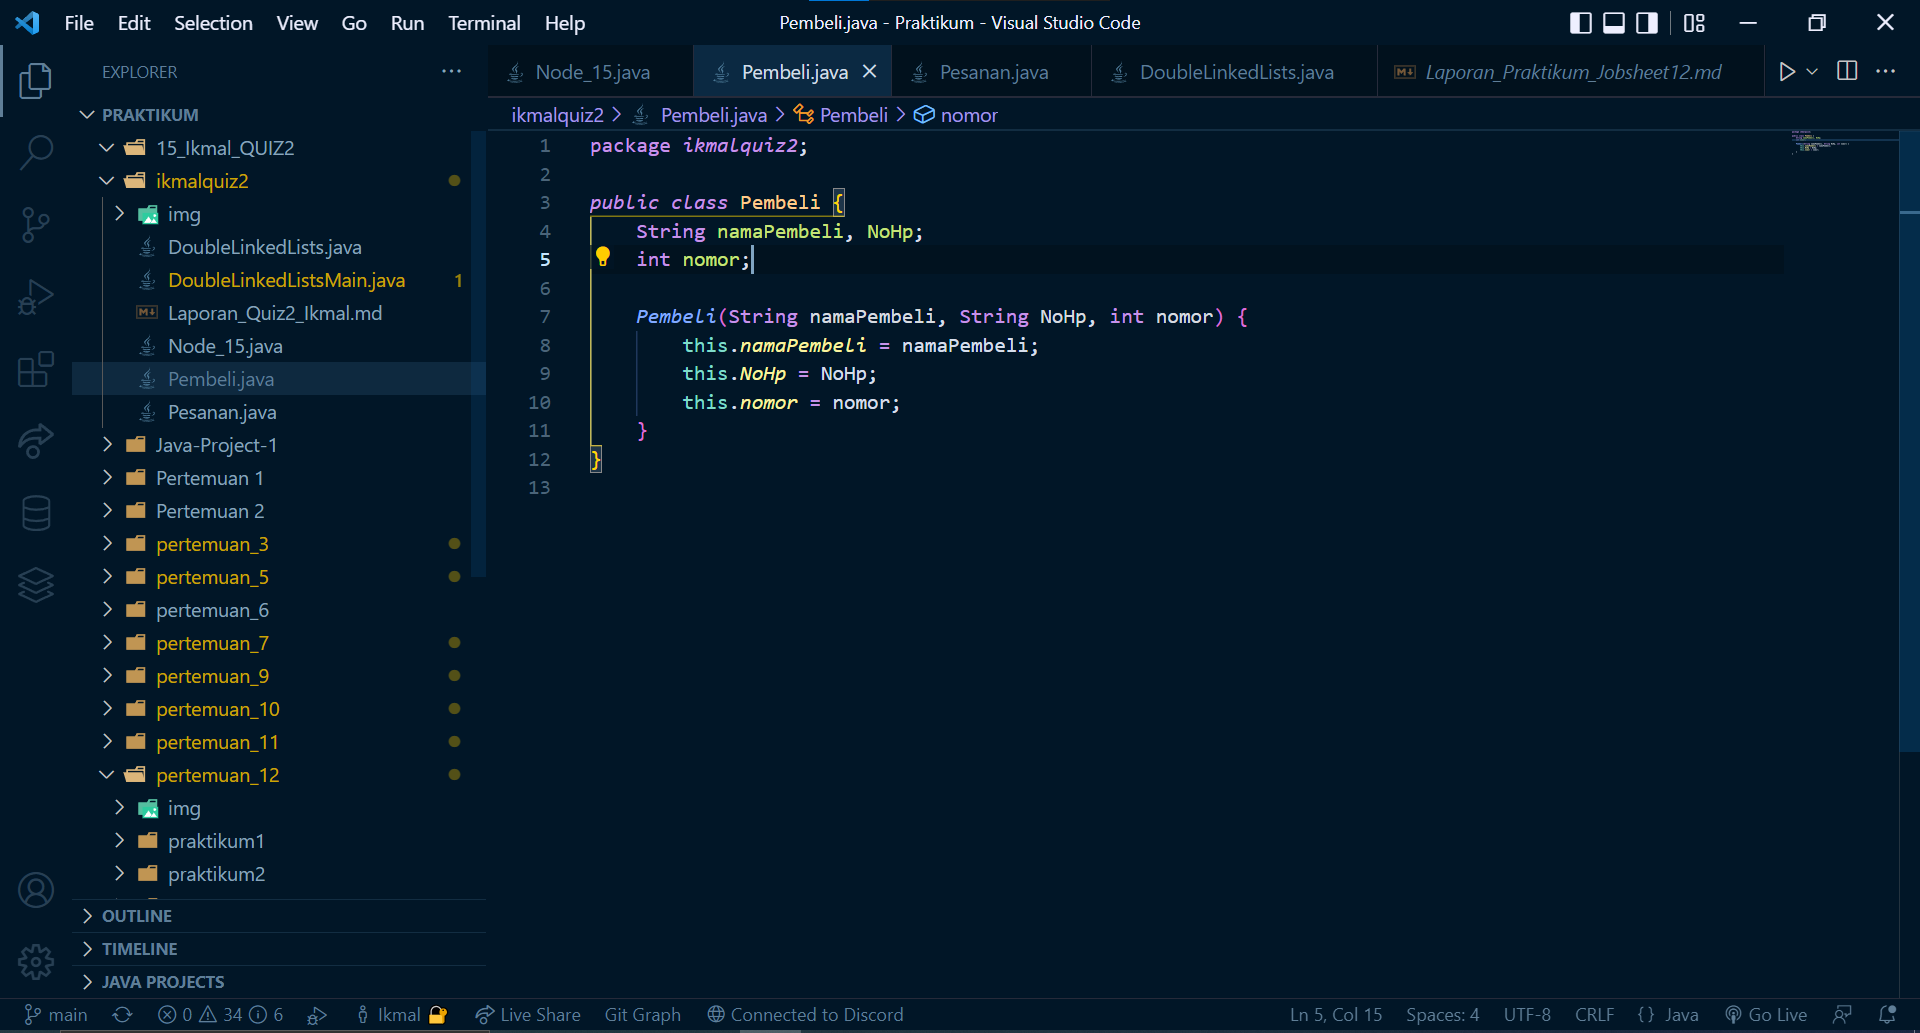 File Edit Selection View Go Run Terminal Help
Pembeli.java - Praktikum - Visual Studio Code
EXPLORER
PRAKTIKUM
15_Ikmal_QUIZ2
ikmalquiz2
img
DoubleLinkedLists.java
DoubleLinkedListsMain.java 1
Laporan_Quiz2_Ikmal.md
Node_15.java
Pembeli.java
Pesanan.java
Java-Project-1
Pertemuan 1
Pertemuan 2
pertemuan_3
pertemuan_5
pertemuan_6
pertemuan_7
pertemuan_9
pertemuan_10
pertemuan_11
pertemuan_12
img
praktikum1
praktikum2
OUTLINE
TIMELINE
JAVA PROJECTS
Node_15.java Pembeli.java Pesanan.java DoubleLinkedLists.java Laporan_Praktikum_Jobsheet12.md
ikmalquiz2 > Pembeli.java > Pembeli > nomor
1 package ikmalquiz2;
2
3 public class Pembeli {
4 String namaPembeli, NoHp;
5 int nomor;
6
7 Pembeli(String namaPembeli, String NoHp, int nomor) {
8 this.namaPembeli = namaPembeli;
9 this.NoHp = NoHp;
10 this.nomor = nomor;
11 }
12 }
13
main 0 34 6 Ikmal Live Share Git Graph Connected to Discord Ln 5, Col 15 Spaces: 4 UTF-8 CRLF {} Java Go Live